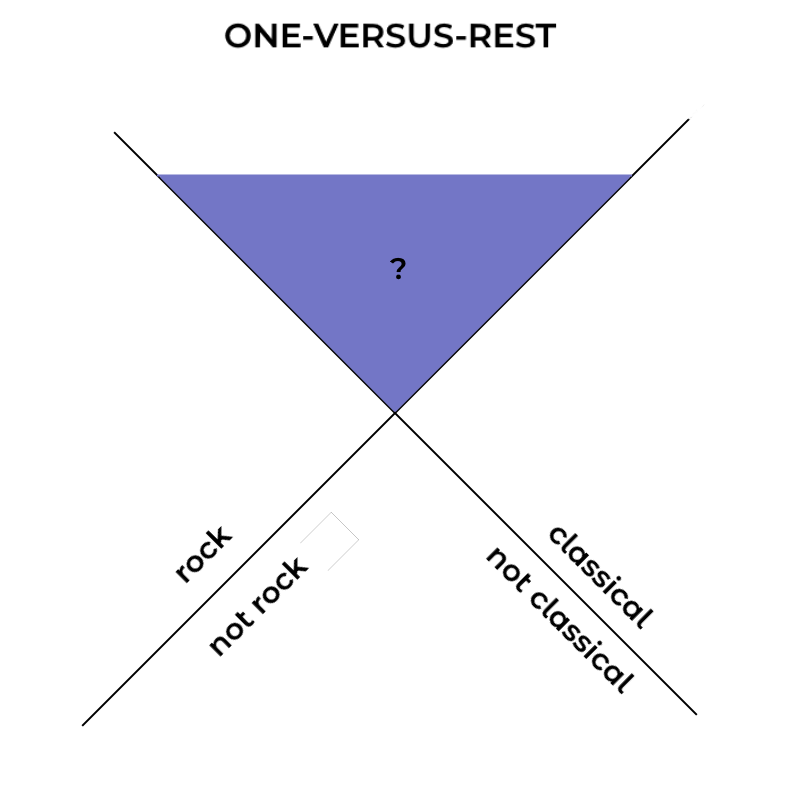 ONE-VERSUS-REST
?
rock
not rock
classical
not classical